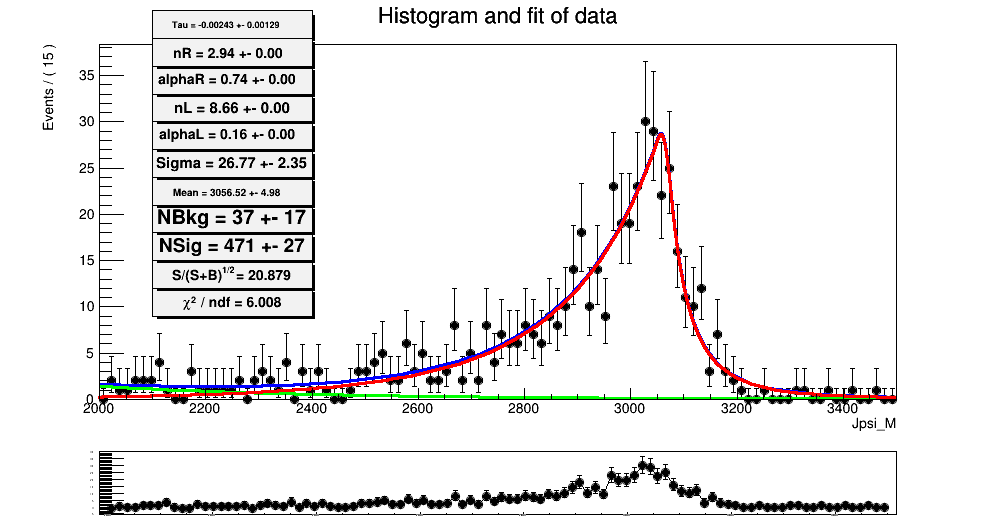 Histogram and fit of data
Tau = -0.00243 +- 0.00129
nR = 2.94 +- 0.00
alphaR = 0.74 +- 0.00
nL = 8.66 +- 0.00
alphaL = 0.16 +- 0.00
Sigma = 26.77 +- 2.35
Mean = 3056.52 +- 4.98
NBkg = 37 +- 17
NSig = 471 +- 27
S/(S+B)^1/2 = 20.879
χ² / ndf = 6.008
Events / ( 15 )
35
30
25
20
15
10
5
0
2000 2200 2400 2600 2800 3000 3200 3400
Jpsi_M